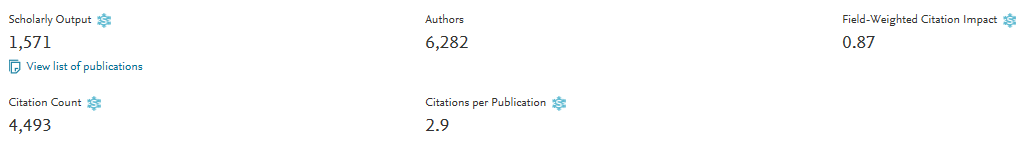 Scholarly Output
1,571
View list of publications
Authors
6,282
Field-Weighted Citation Impact
0.87
Citation Count
4,493
Citations per Publication
2.9